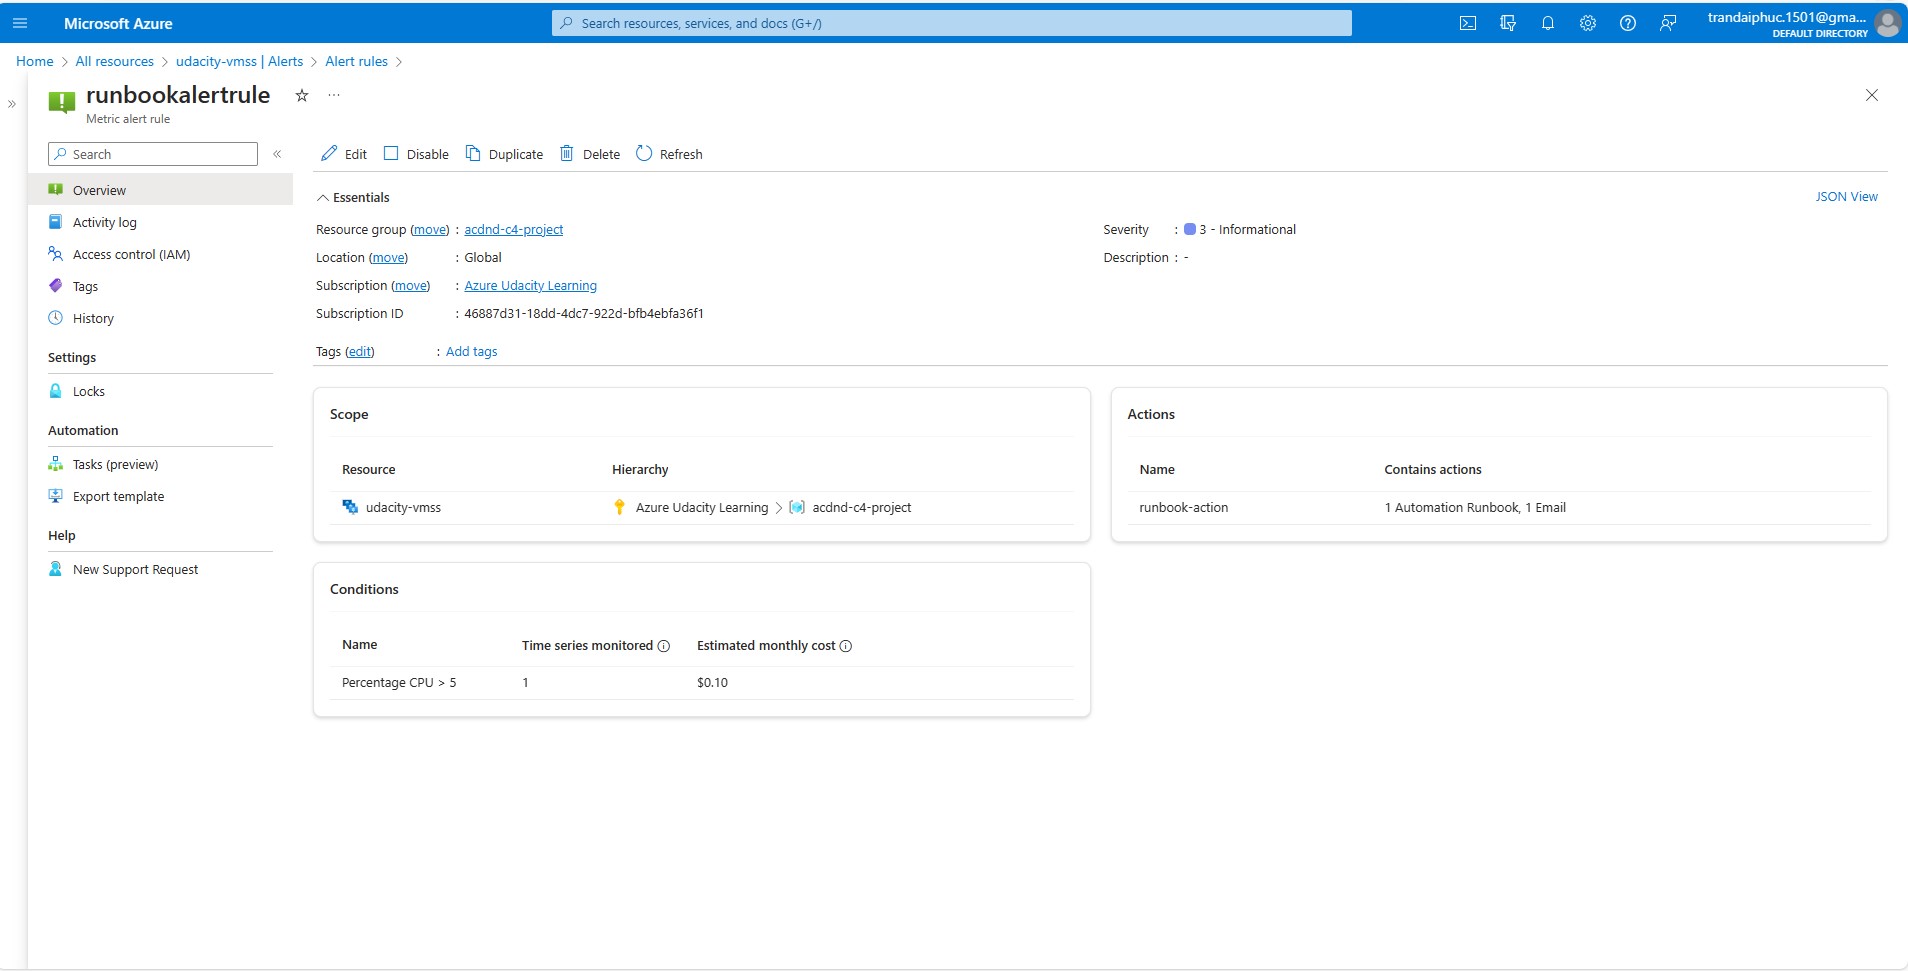 Microsoft Azure
Search resources, services, and docs (G+/)
trandaiphuc.1501@gma...
DEFAULT DIRECTORY
Home > All resources > udacity-vmss | Alerts > Alert rules >
runbookalertrule
Metric alert rule
Search
Edit Disable Duplicate Delete Refresh
Overview
Activity log
Access control (IAM)
Tags
History
Settings
Locks
Automation
Tasks (preview)
Export template
Help
New Support Request
Essentials
JSON View
Resource group (move) : acdnd-c4-project
Location (move) : Global
Subscription (move) : Azure Udacity Learning
Subscription ID : 46887d31-18dd-4dc7-922d-bfb4ebfa36f1
Severity : 3 - Informational
Description : -
Tags (edit) : Add tags
Scope
Resource Hierarchy
udacity-vmss Azure Udacity Learning > acdnd-c4-project
Actions
Name Contains actions
runbook-action 1 Automation Runbook, 1 Email
Conditions
Name Time series monitored Estimated monthly cost
Percentage CPU > 5 1 $0.10